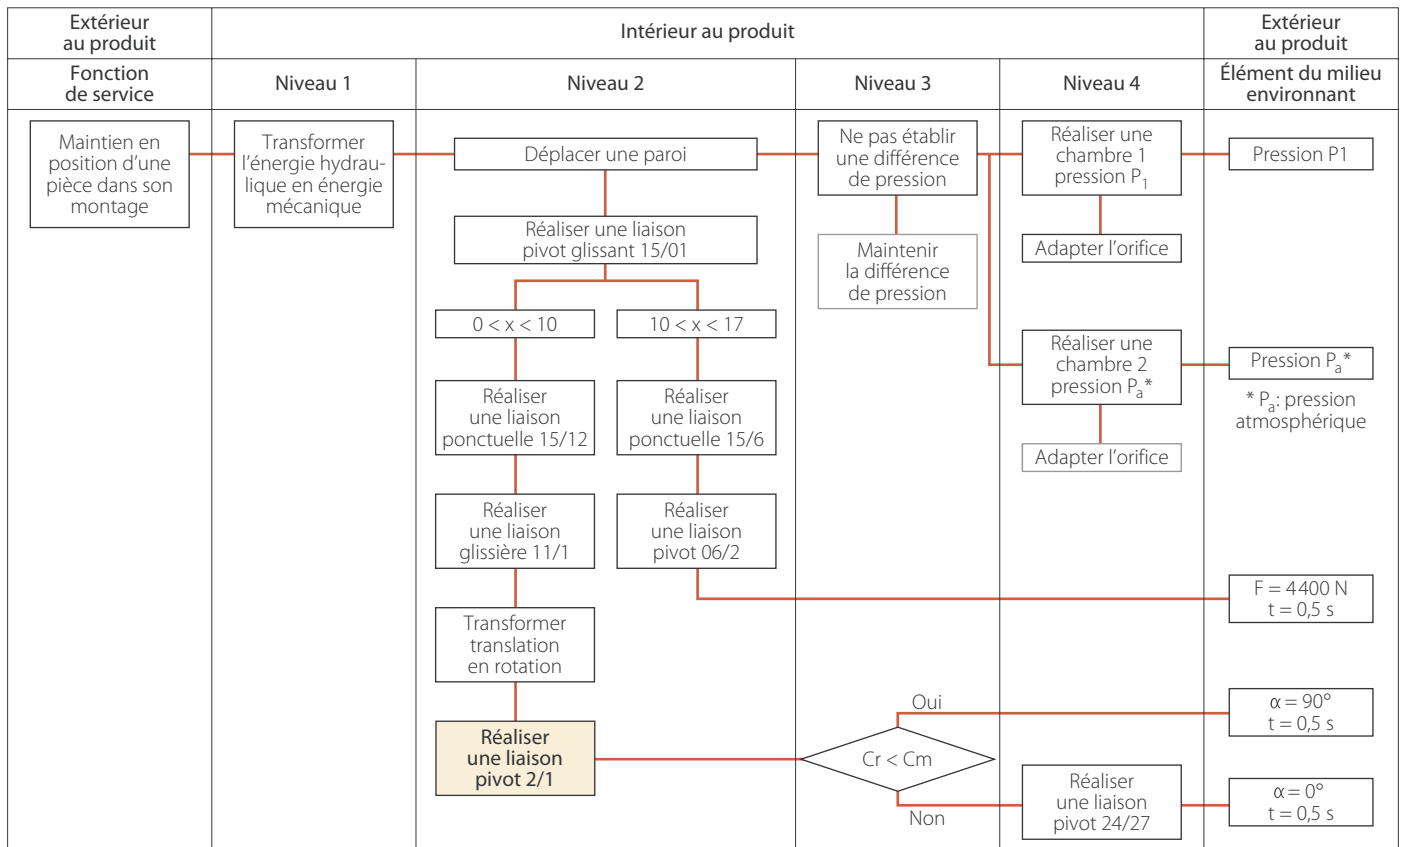 Extérieur
au produit
Intérieur au produit
Extérieur
au produit
Fonction
de service
Niveau 1
Niveau 2
Niveau 3
Niveau 4
Élément du milieu
environnant
Maintien en
position d’une
pièce dans son
montage
Transformer
l’énergie hydrau-
lique en énergie
mécanique
Déplacer une paroi
Ne pas établir
une différence
de pression
Réaliser une
chambre 1
pression P₁
Pression P1
Réaliser une liaison
pivot glissant 15/01
Maintenir
la différence
de pression
Adapter l’orifice
0 < x < 10
10 < x < 17
Réaliser une
chambre 2
pression Pₐ*
Pression Pₐ*
* Pₐ: pression
atmosphérique
Réaliser
une liaison
ponctuelle 15/12
Réaliser
une liaison
ponctuelle 15/6
Adapter l’orifice
Réaliser
une liaison
glissière 11/1
Réaliser
une liaison
pivot 06/2
F = 4 400 N
t = 0,5 s
Transformer
translation
en rotation
Oui
α = 90°
t = 0,5 s
Réaliser
une liaison
pivot 2/1
Cr < Cm
Non
Réaliser
une liaison
pivot 24/27
α = 0°
t = 0,5 s